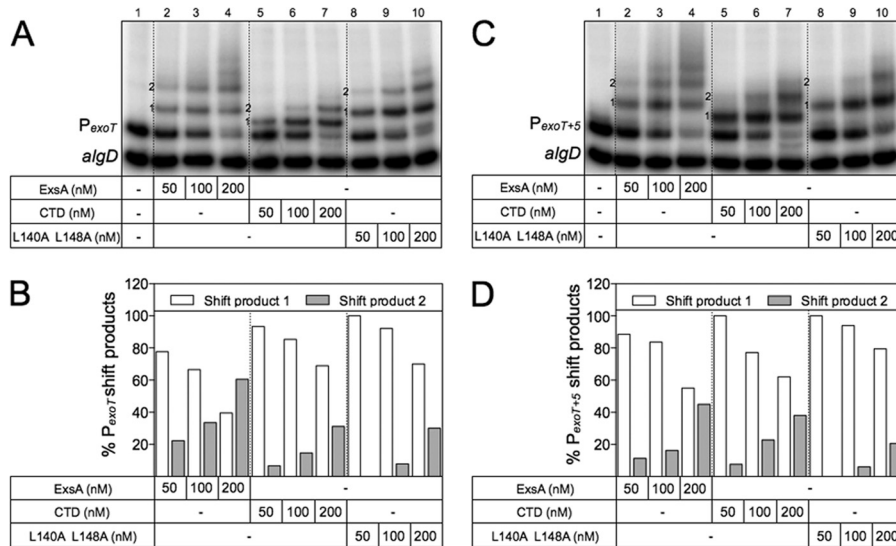 A
1 2 3 4 5 6 7 8 9 10
2 2 2
1 1 1
PexoT
algD
ExsA (nM) - 50 100 200 -
CTD (nM) - - 50 100 200 -
L140A L148A (nM) - - 50 100 200
B
% PexoT shift products
Shift product 1 Shift product 2
120
100
80
60
40
20
ExsA (nM) 50 100 200 -
CTD (nM) - 50 100 200 -
L140A L148A (nM) - 50 100 200
C
1 2 3 4 5 6 7 8 9 10
2 2 2
1 1 1
PexoT+5
algD
ExsA (nM) - 50 100 200 -
CTD (nM) - - 50 100 200 -
L140A L148A (nM) - - 50 100 200
D
% PexoT+5 shift products
Shift product 1 Shift product 2
120
100
80
60
40
20
ExsA (nM) 50 100 200 -
CTD (nM) - 50 100 200 -
L140A L148A (nM) - 50 100 200